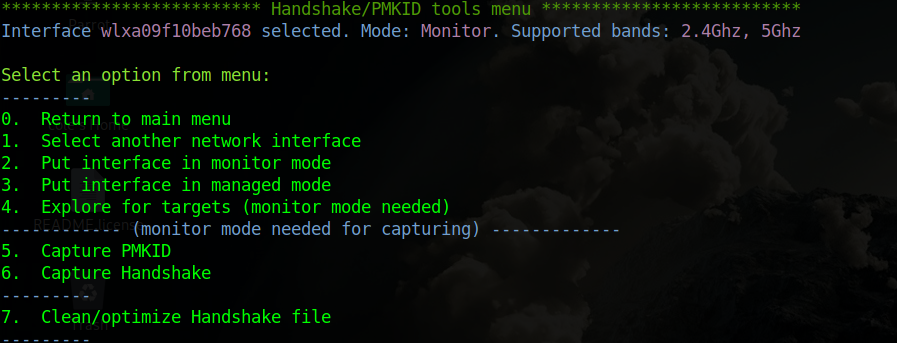 ************************** Handshake/PMKID tools menu **************************
Interface wlxa09f10beb768 selected. Mode: Monitor. Supported bands: 2.4Ghz, 5Ghz
Select an option from menu:
---------
0.  Return to main menu
1.  Select another network interface
2.  Put interface in monitor mode
3.  Put interface in managed mode
4.  Explore for targets (monitor mode needed)
------------ (monitor mode needed for capturing) -------------
5.  Capture PMKID
6.  Capture Handshake
---------
7.  Clean/optimize Handshake file
---------